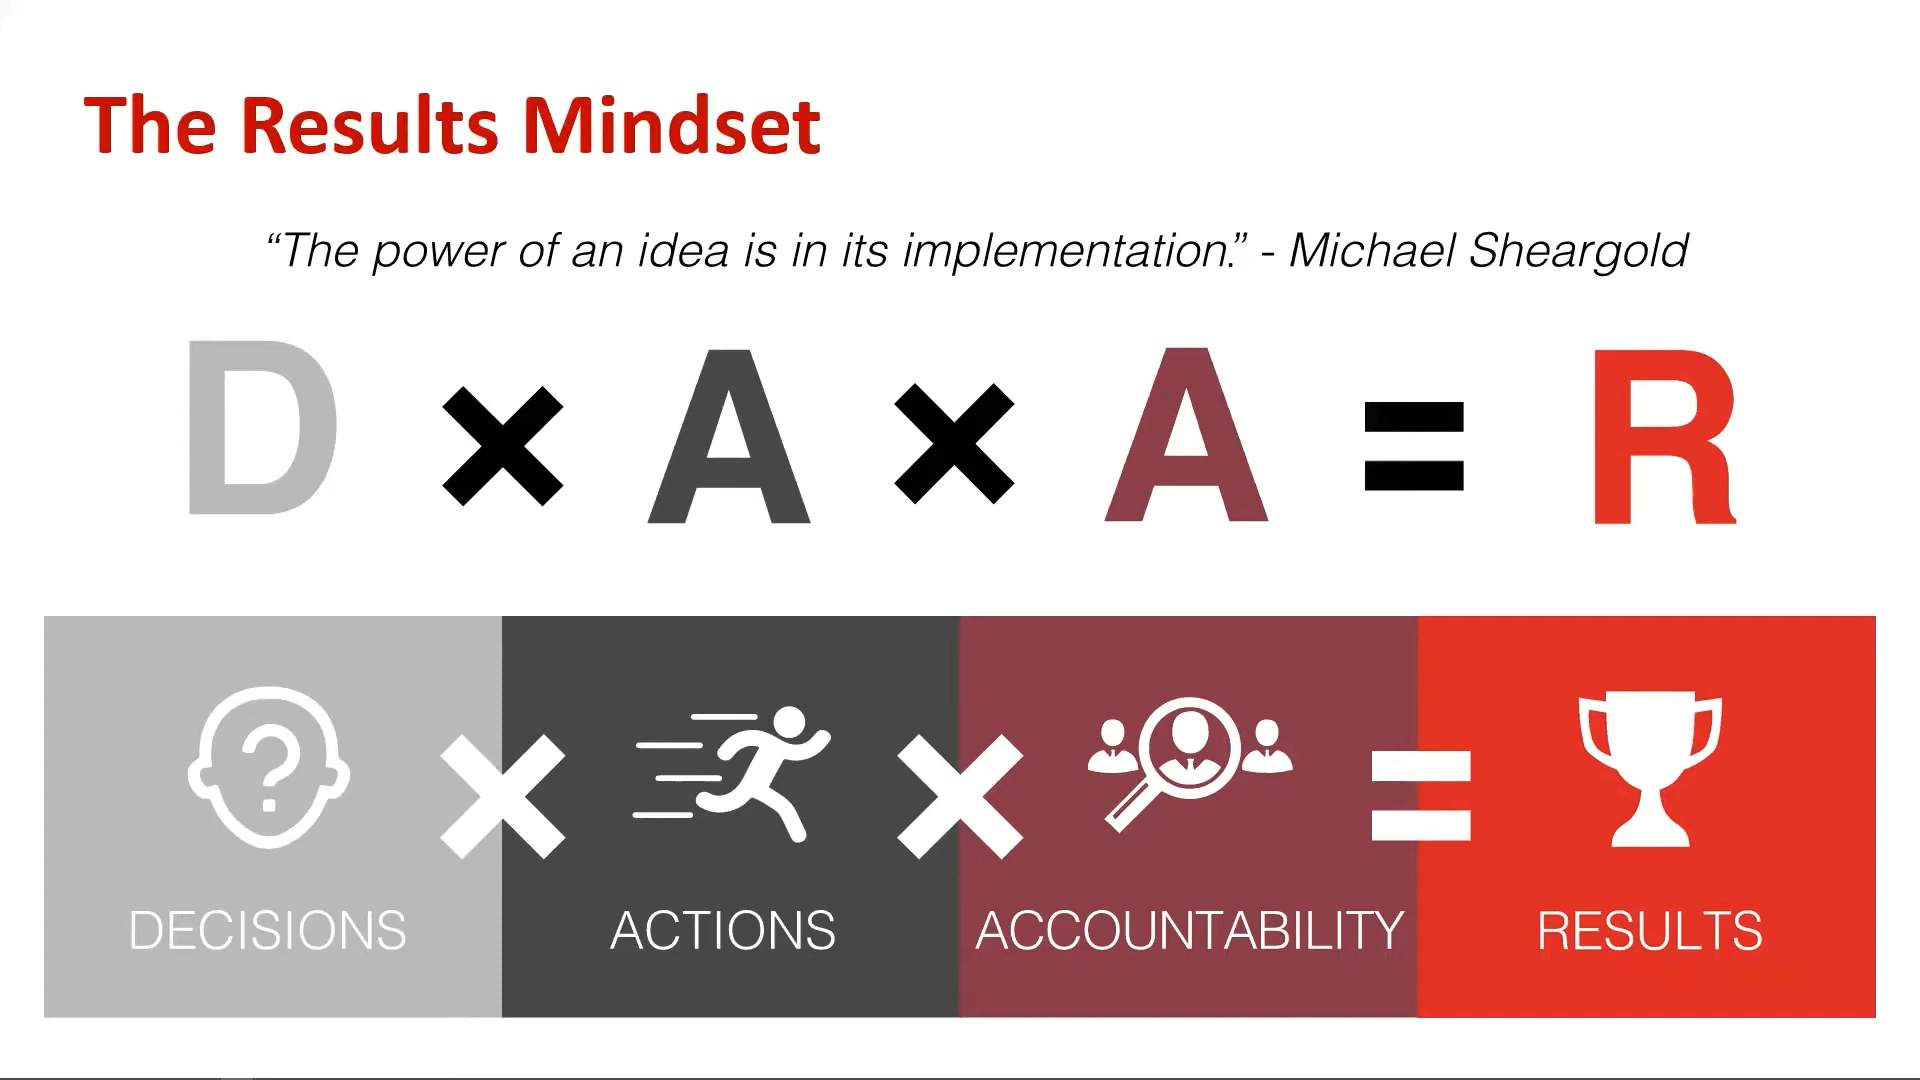 The Results Mindset
“The power of an idea is in its implementation.” - Michael Sheargold
D × A × A = R
? × × =
DECISIONS ACTIONS ACCOUNTABILITY RESULTS